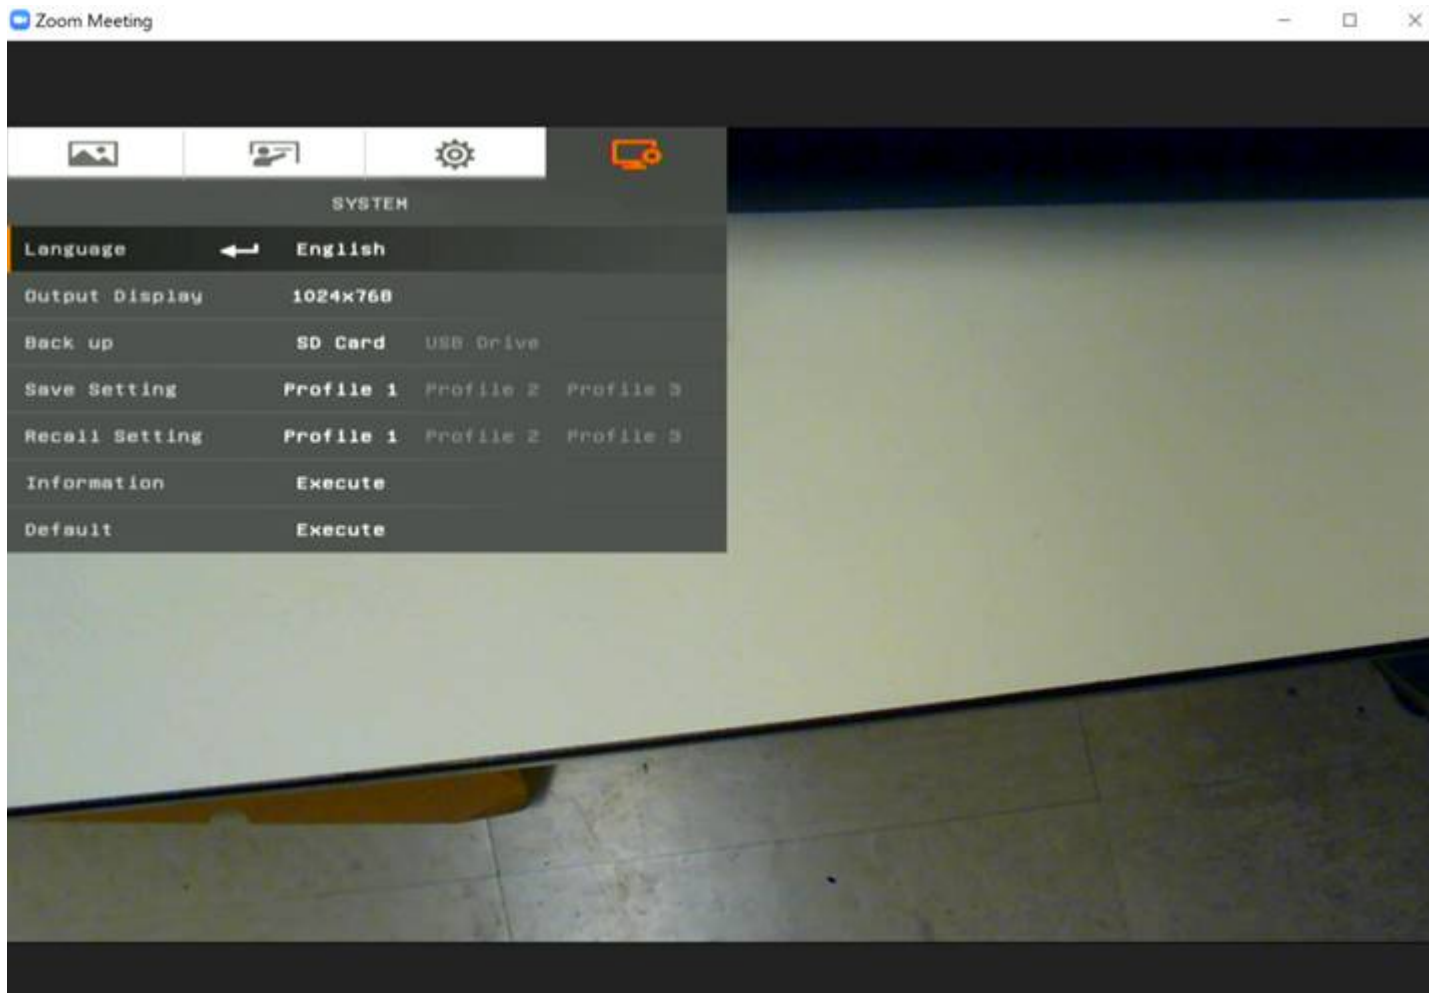 Zoom Meeting
SYSTEM
Language English
Output Display 1024x768
Back up SD Card USB Drive
Save Setting Profile 1 Profile 2 Profile 3
Recall Setting Profile 1 Profile 2 Profile 3
Information Execute
Default Execute